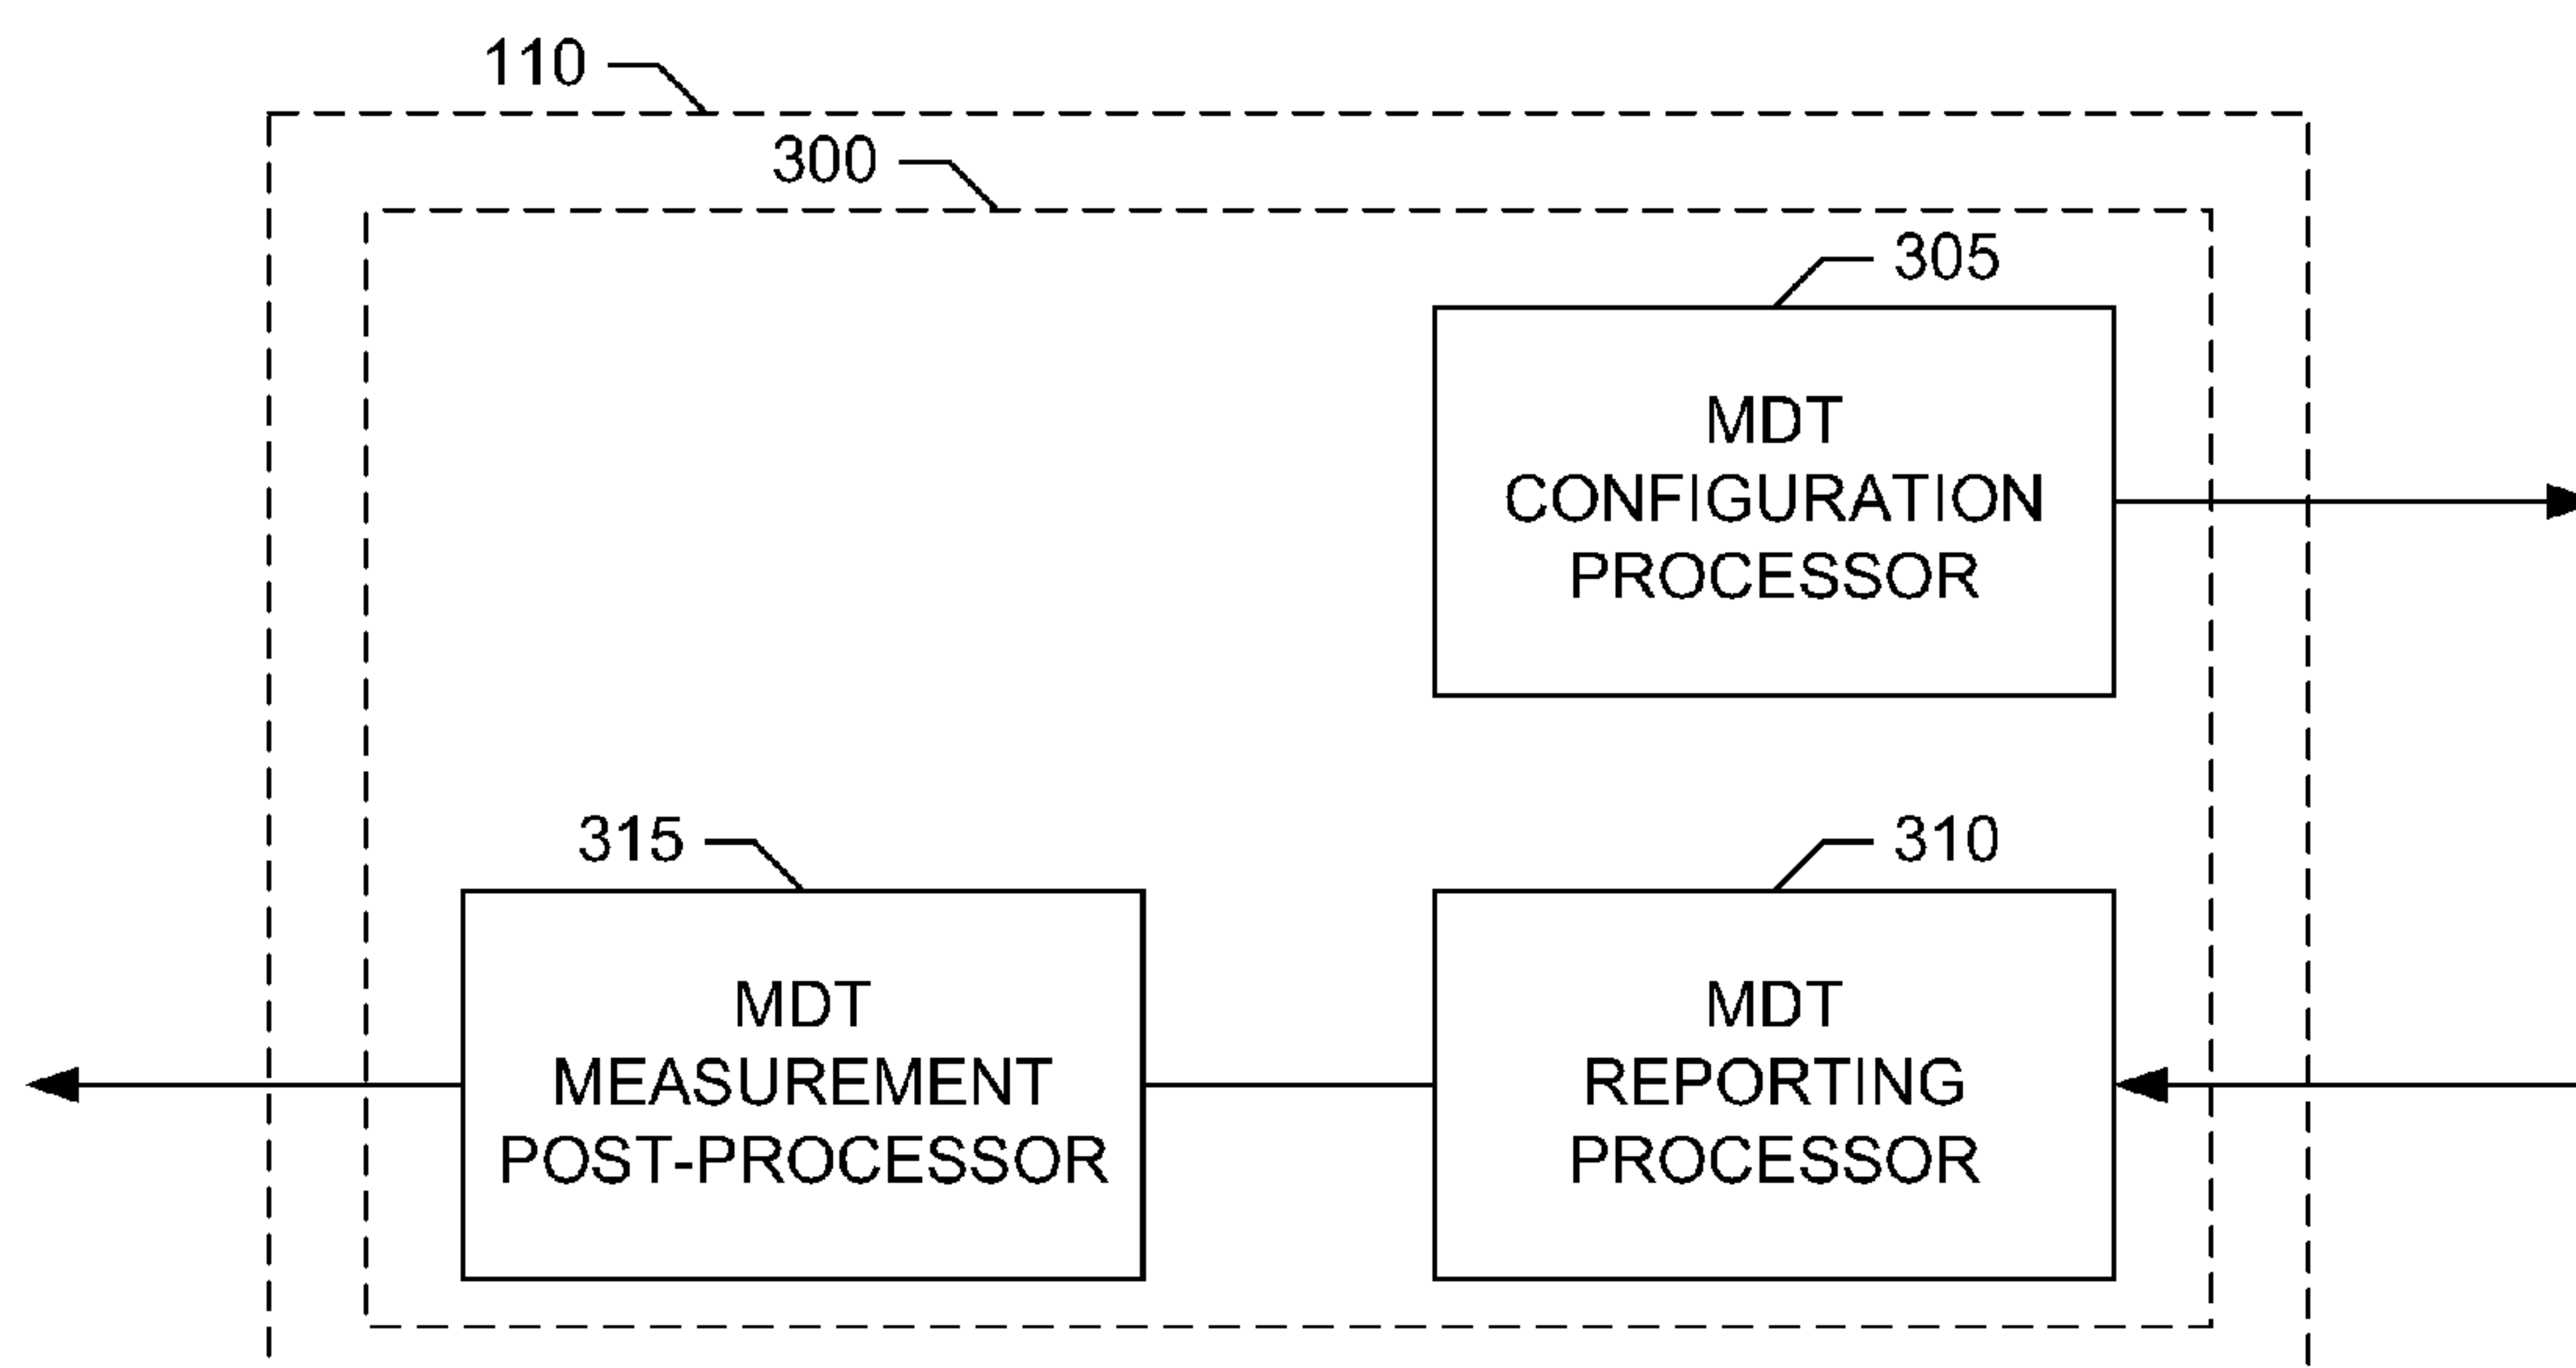 110
300
305
MDT
CONFIGURATION
PROCESSOR
315
310
MDT
MEASUREMENT
POST-PROCESSOR
MDT
REPORTING
PROCESSOR